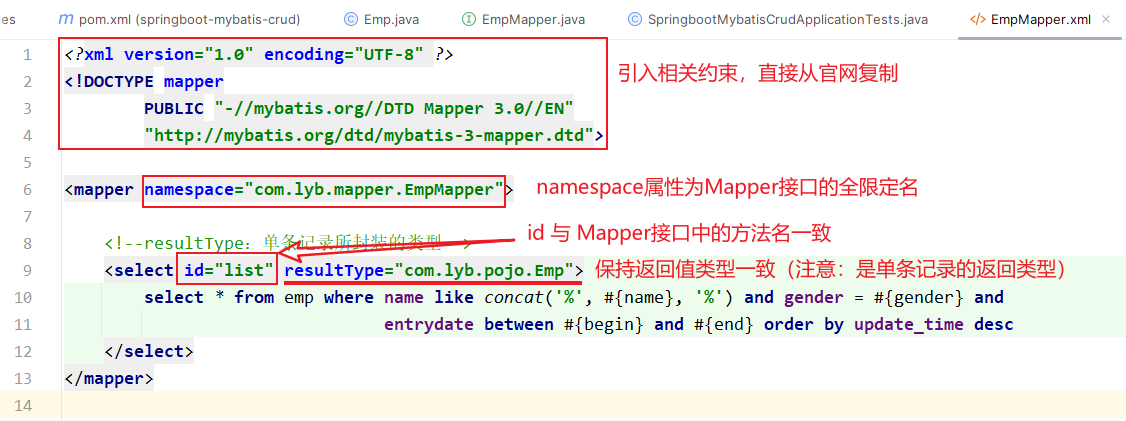 es pom.xml (springboot-mybatis-crud) Emp.java EmpMapper.java SpringbootMybatisCrudApplicationTests.java EmpMapper.xml
1 <?xml version="1.0" encoding="UTF-8" ?>
引入相关约束，直接从官网复制
2 <!DOCTYPE mapper
3 PUBLIC "-//mybatis.org//DTD Mapper 3.0//EN"
4 "http://mybatis.org/dtd/mybatis-3-mapper.dtd">
5
6 <mapper namespace="com.lyb.mapper.EmpMapper"> namespace属性为Mapper接口的全限定名
7
id 与 Mapper接口中的方法名一致
8 <!--resultType：单条记录所封装的类型 >
9 <select id="list" resultType="com.lyb.pojo.Emp"> 保持返回值类型一致（注意：是单条记录的返回类型）
10 select * from emp where name like concat('%', #{name}, '%') and gender = #{gender} and
11 entrydate between #{begin} and #{end} order by update_time desc
12 </select>
13 </mapper>
14